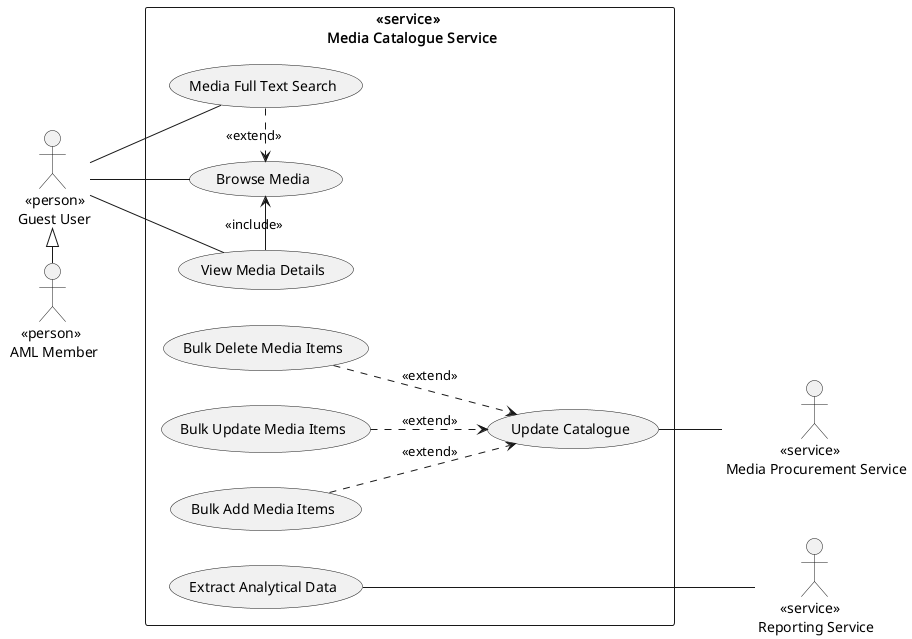 «service»
Media Catalogue Service
Media Full Text Search
«extend»
Browse Media
«include»
View Media Details
«person»
Guest User
«person»
AML Member
Bulk Delete Media Items
«extend»
Bulk Update Media Items
«extend»
Update Catalogue
«extend»
Bulk Add Media Items
«service»
Media Procurement Service
Extract Analytical Data
«service»
Reporting Service